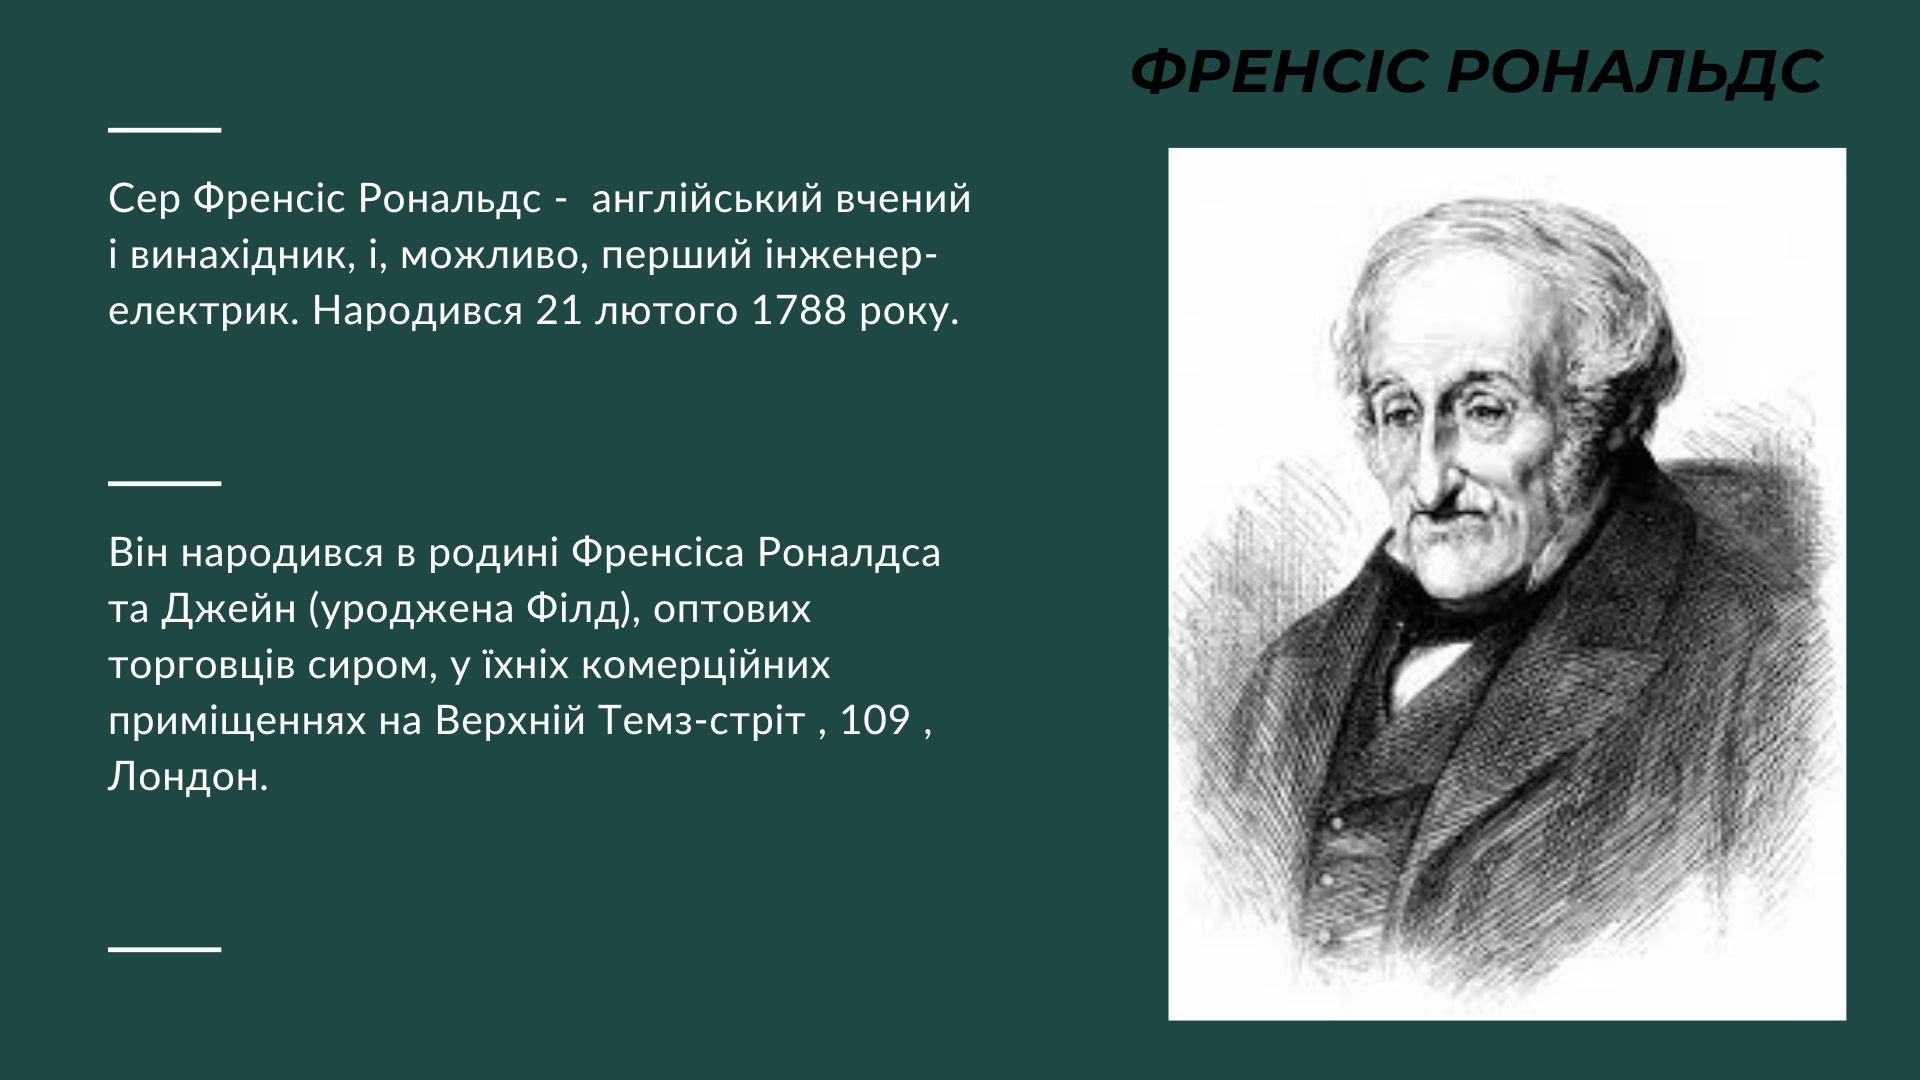 ФРЕНСІС РОНАЛЬДС
Сер Френсіс Рональдс -  англійський вчений
і винахідник, і, можливо, перший інженер-
електрик. Народився 21 лютого 1788 року.
Він народився в родині Френсіса Роналдса
та Джейн (уроджена Філд), оптових
торговців сиром, у їхніх комерційних
приміщеннях на Верхній Темз-стріт , 109 ,
Лондон.